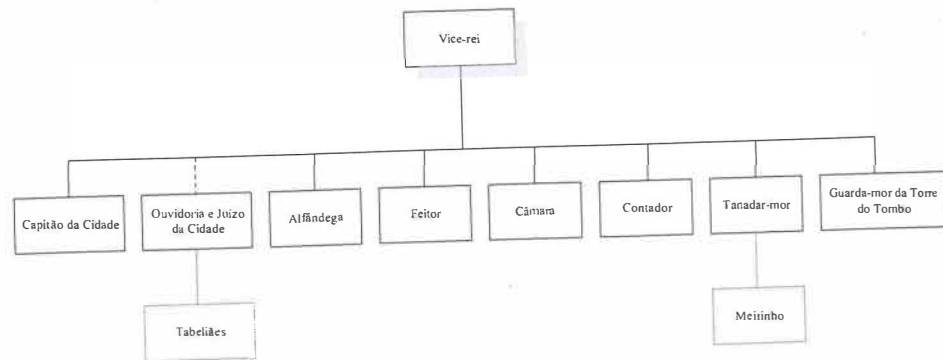 Vice-rei
Capitão da Cidade
Ouvidoria e Juízo
da Cidade
Alfândega
Feitor
Câmara
Contador
Tanadar-mor
Guarda-mor da Torre
do Tombo
Tabeliães
Meirinho